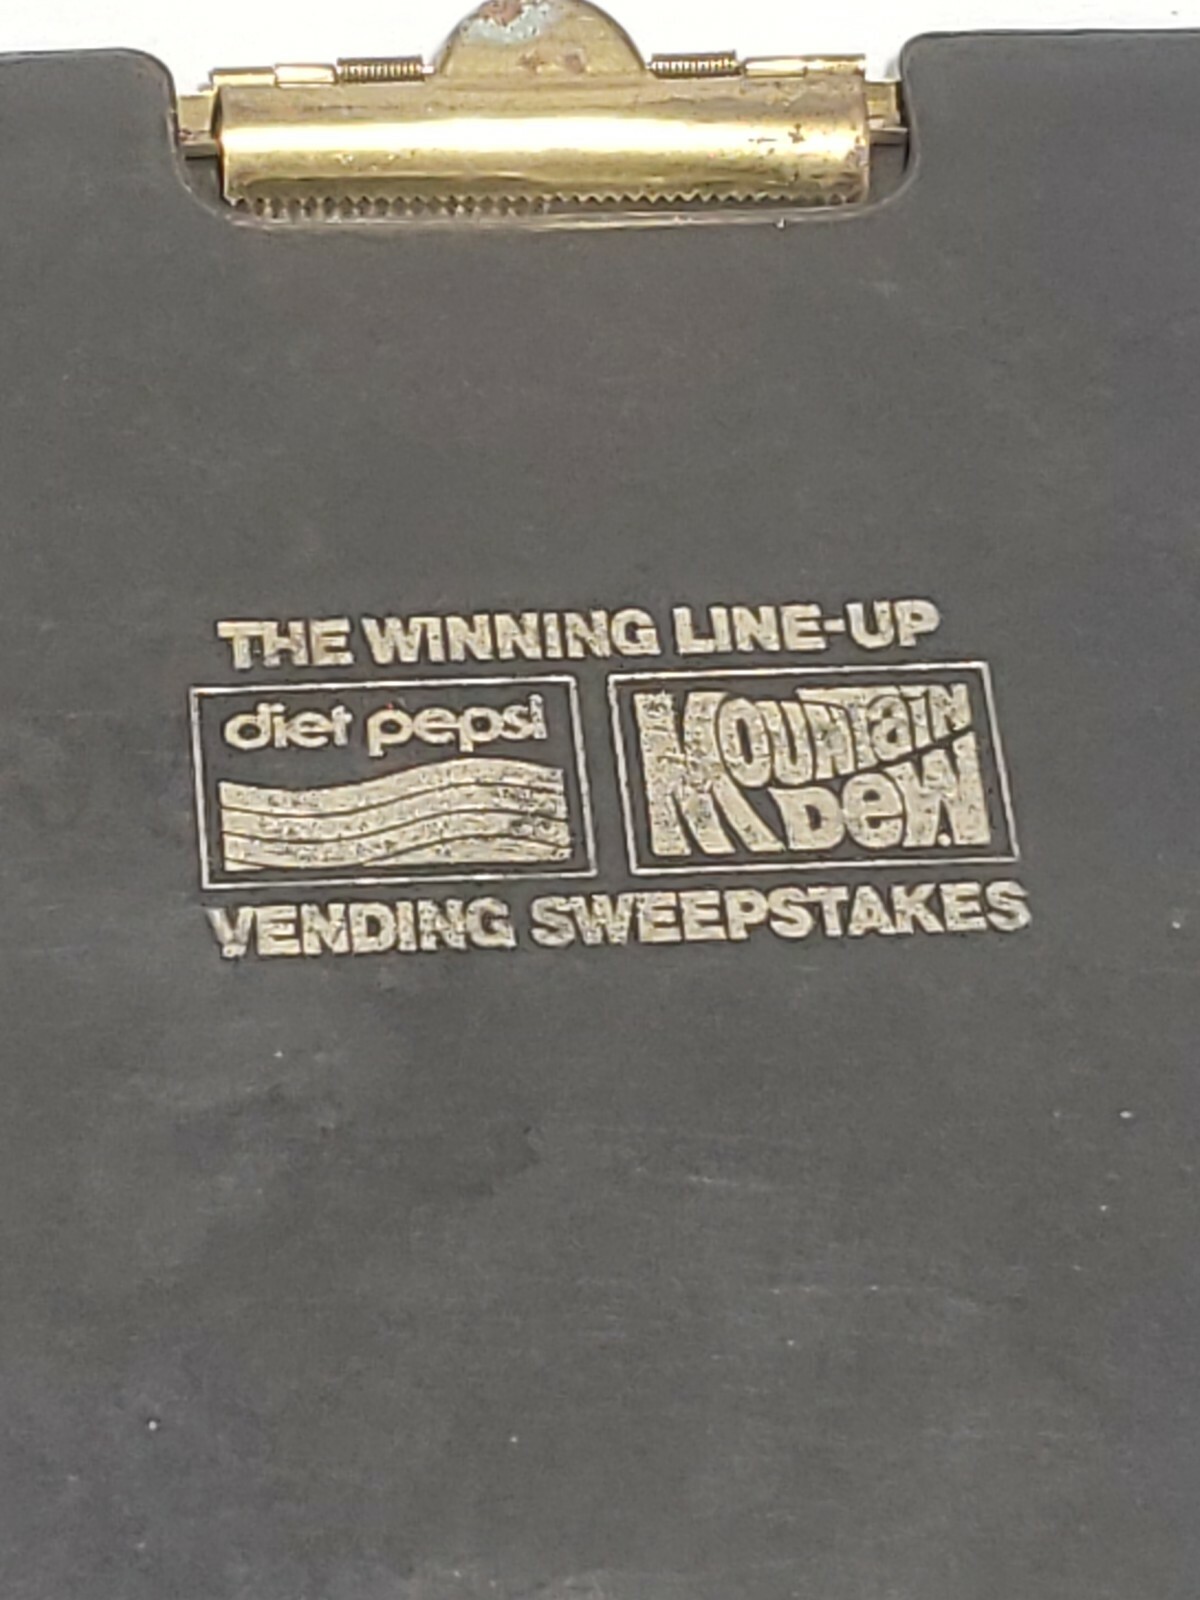 THE WINNING LINE-UP
diet pepsi
MOUNTAIN
DEW.
VENDING SWEEPSTAKES